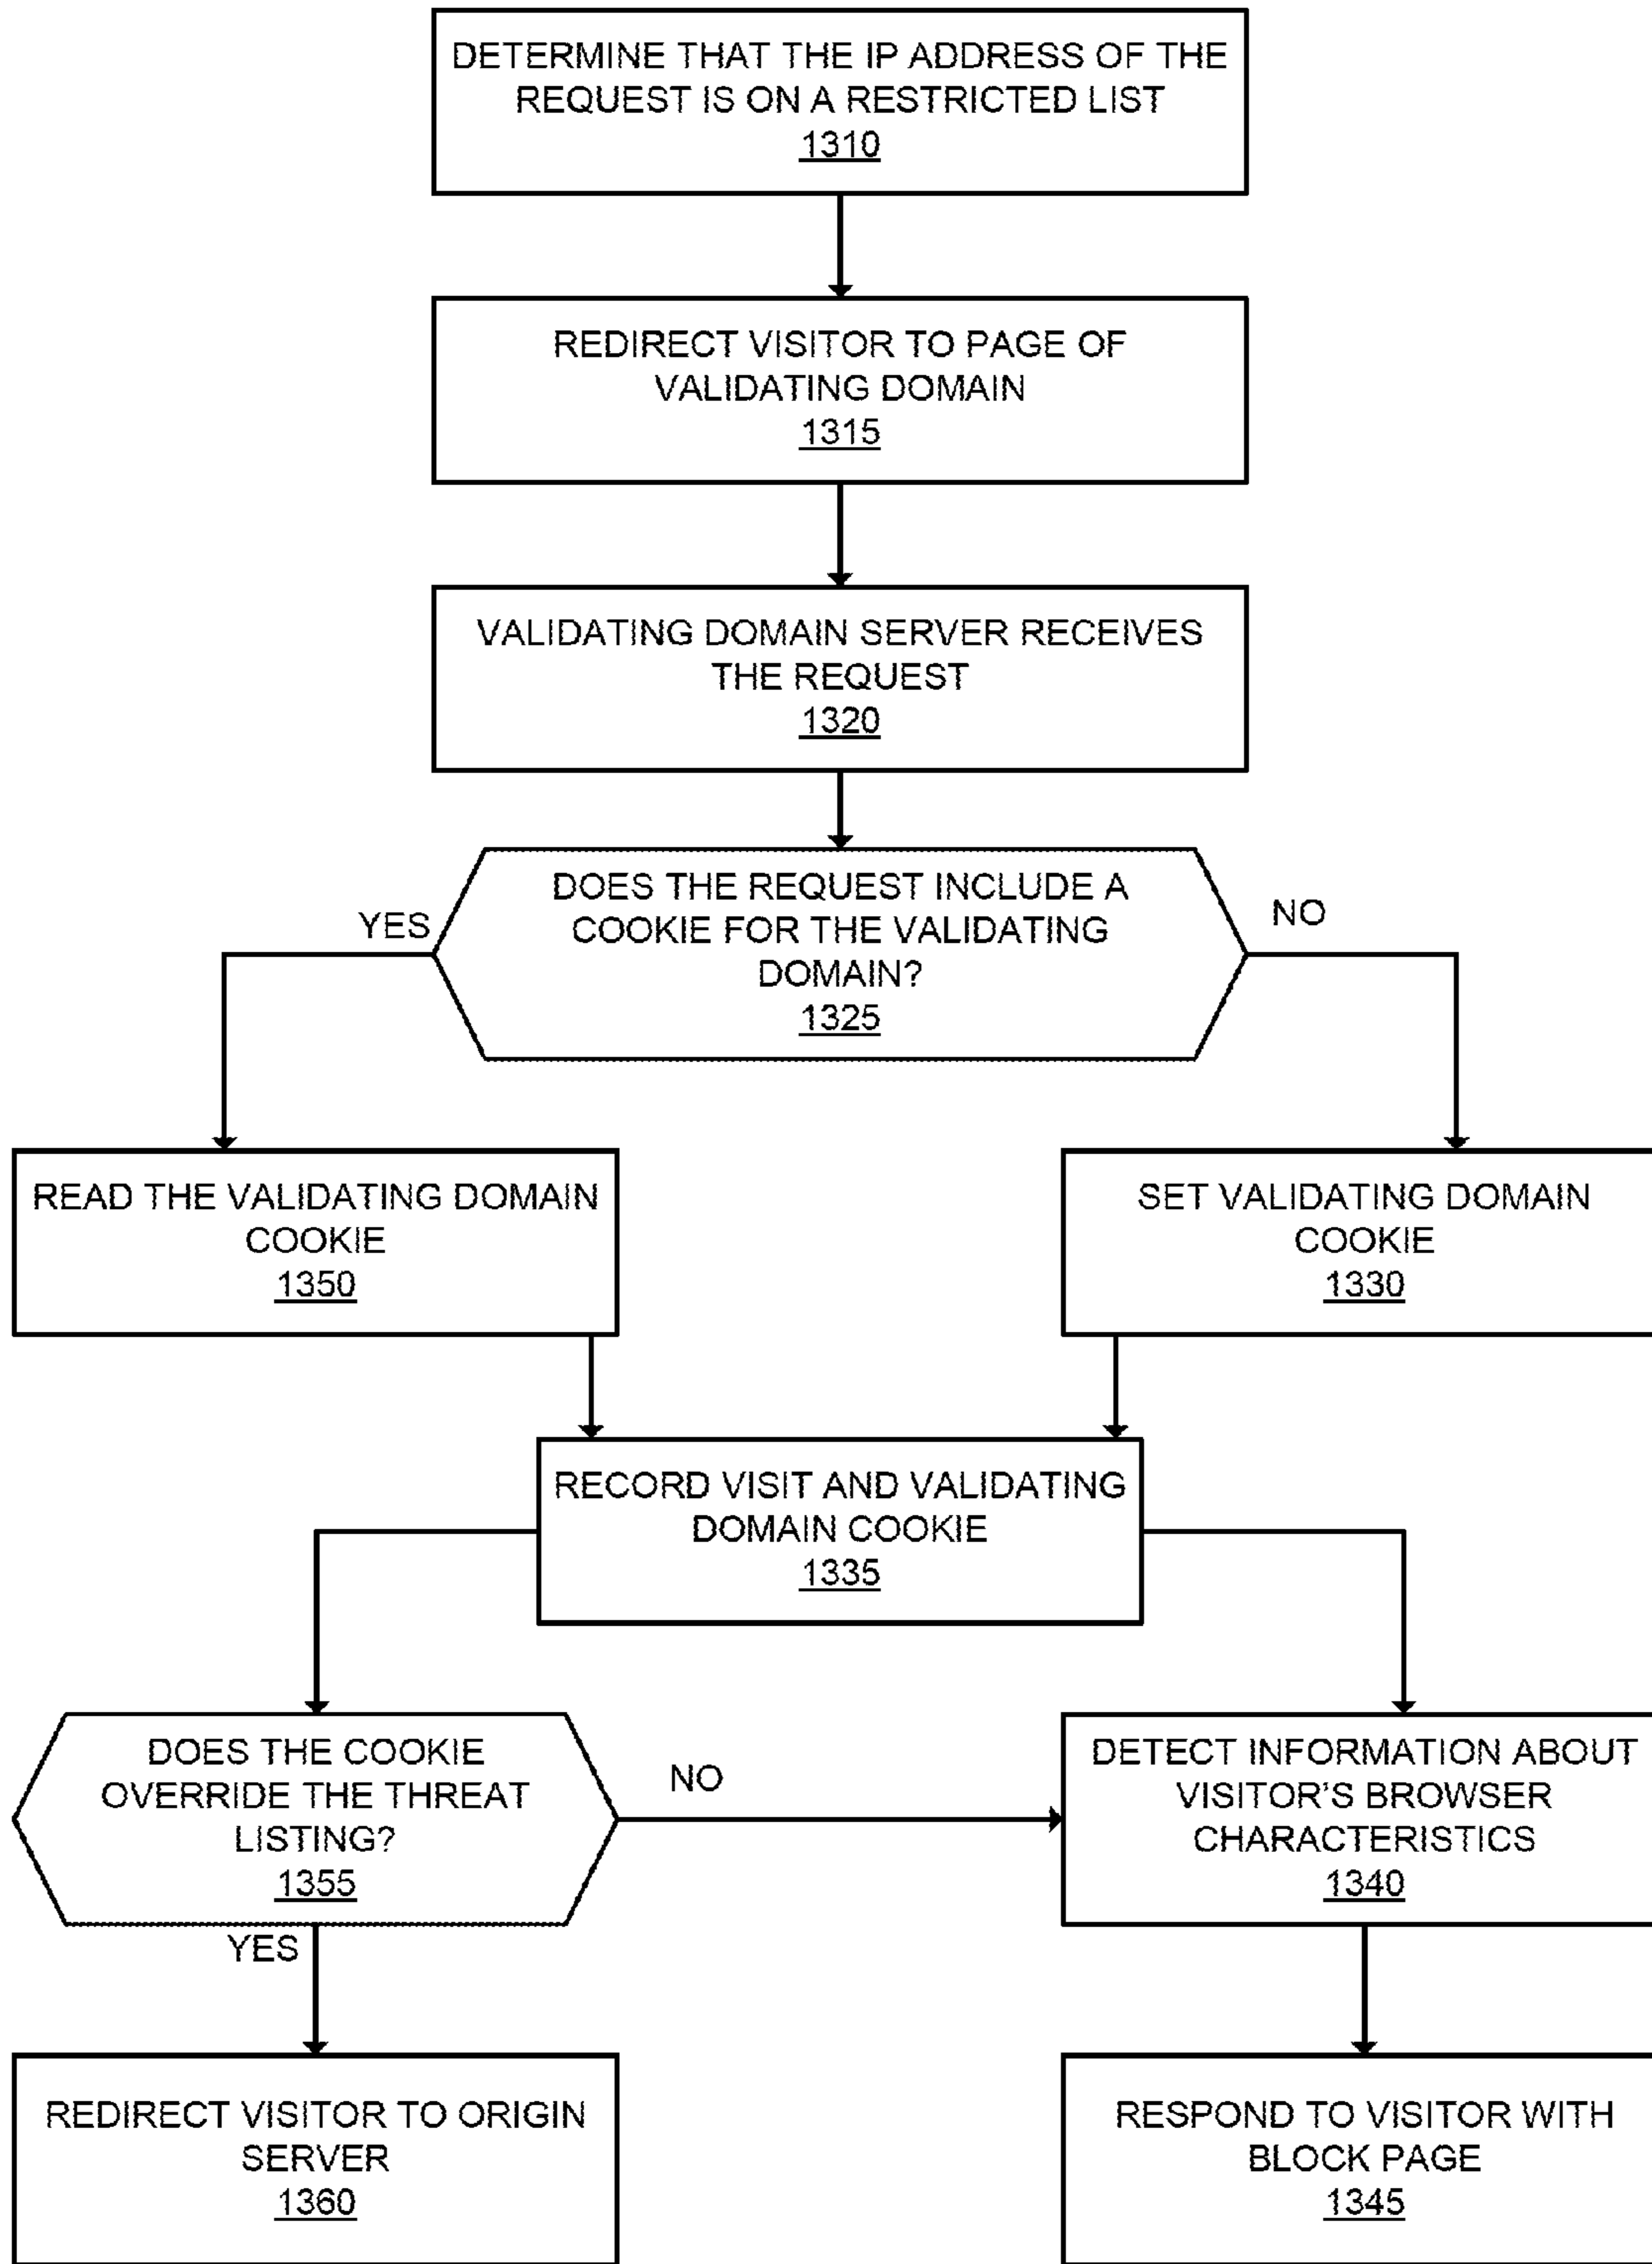 DETERMINE THAT THE IP ADDRESS OF THE
REQUEST IS ON A RESTRICTED LIST
1310
REDIRECT VISITOR TO PAGE OF
VALIDATING DOMAIN
1315
VALIDATING DOMAIN SERVER RECEIVES
THE REQUEST
1320
DOES THE REQUEST INCLUDE A
COOKIE FOR THE VALIDATING
DOMAIN?
1325
YES
NO
READ THE VALIDATING DOMAIN
COOKIE
1350
SET VALIDATING DOMAIN
COOKIE
1330
RECORD VISIT AND VALIDATING
DOMAIN COOKIE
1335
DOES THE COOKIE
OVERRIDE THE THREAT
LISTING?
1355
NO
YES
DETECT INFORMATION ABOUT
VISITOR'S BROWSER
CHARACTERISTICS
1340
REDIRECT VISITOR TO ORIGIN
SERVER
1360
RESPOND TO VISITOR WITH
BLOCK PAGE
1345